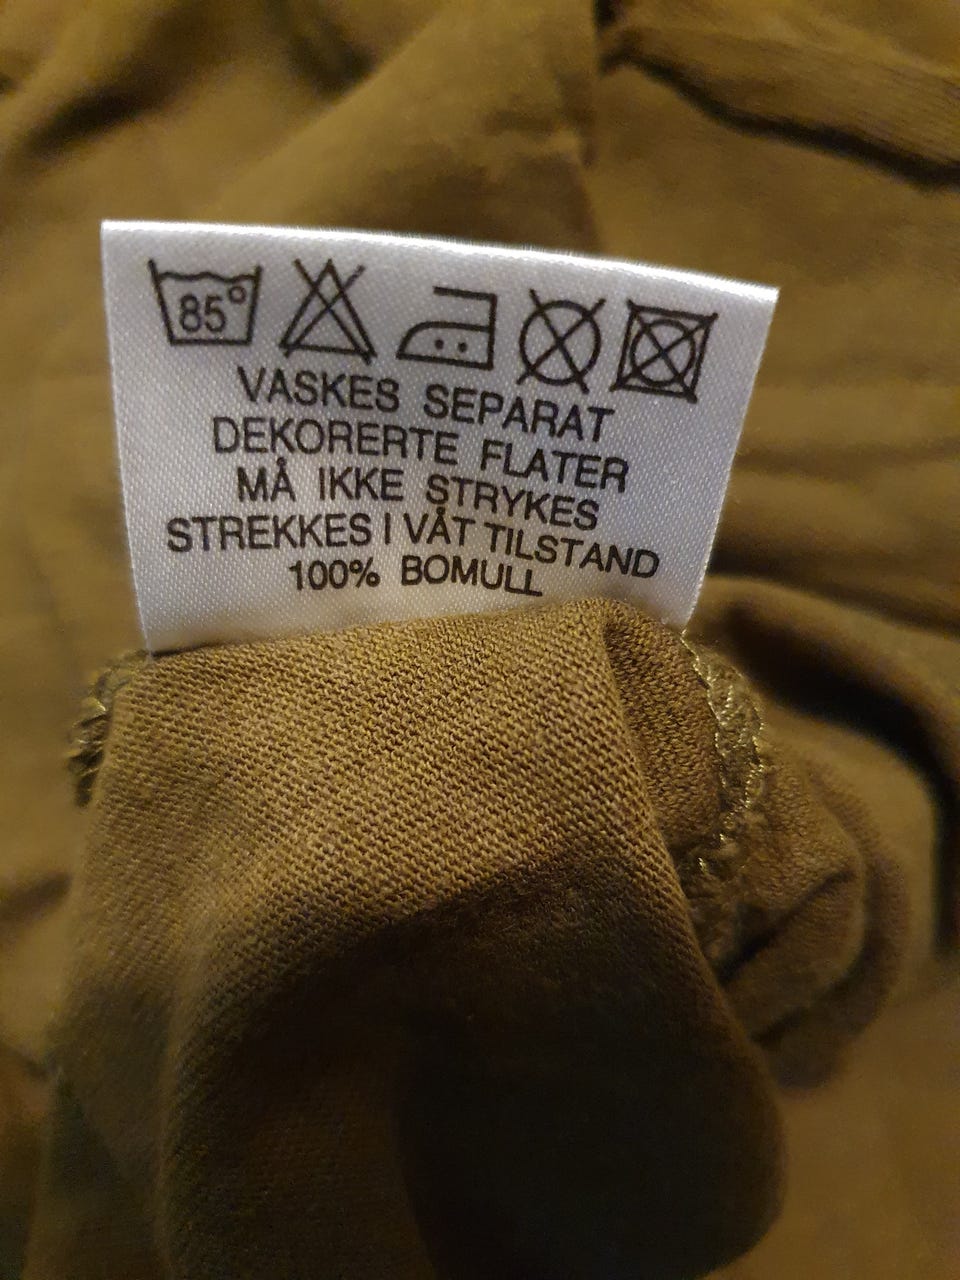 85°
VASKES SEPARAT
DEKORERTE FLATER
MÅ IKKE STRYKES
STREKKES I VÅT TILSTAND
100% BOMULL